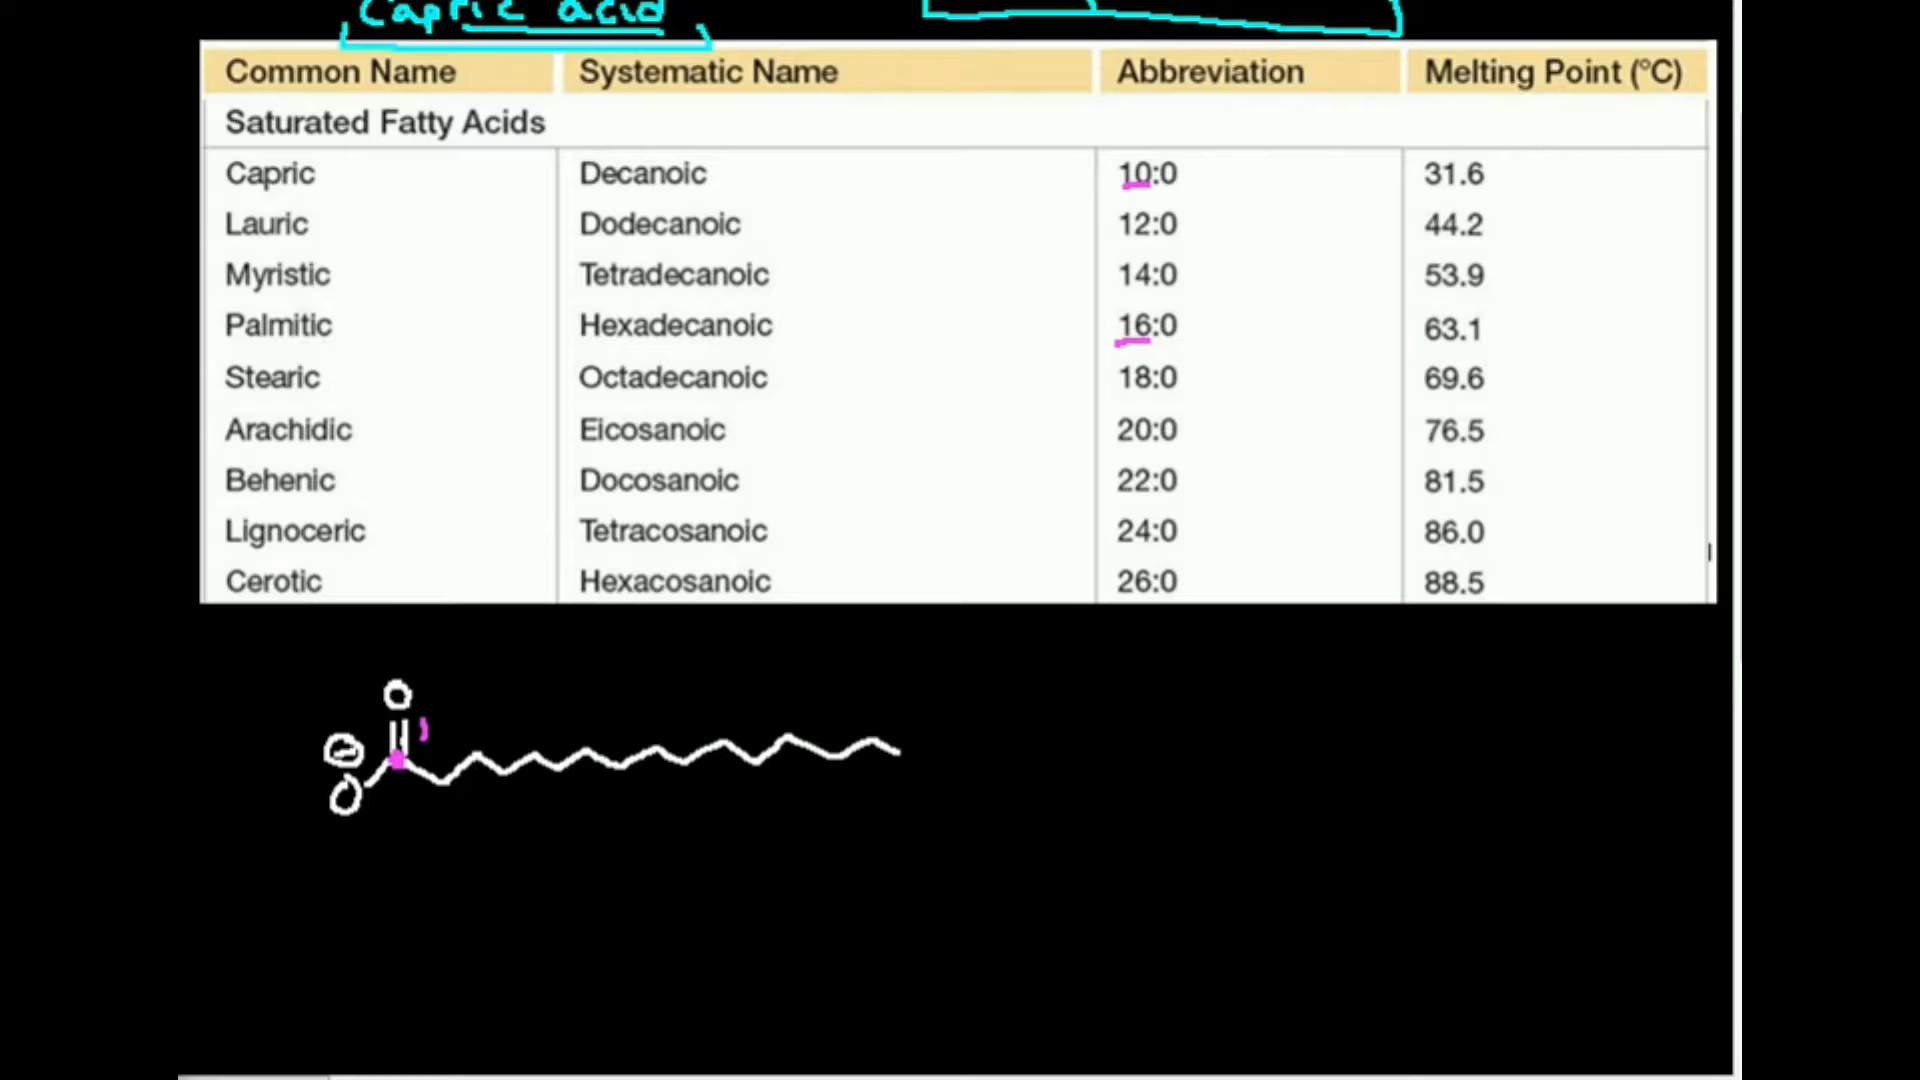 Capric acid
Common Name Systematic Name Abbreviation Melting Point (°C)
Saturated Fatty Acids
Capric Decanoic 10:0 31.6
Lauric Dodecanoic 12:0 44.2
Myristic Tetradecanoic 14:0 53.9
Palmitic Hexadecanoic 16:0 63.1
Stearic Octadecanoic 18:0 69.6
Arachidic Eicosanoic 20:0 76.5
Behenic Docosanoic 22:0 81.5
Lignoceric Tetracosanoic 24:0 86.0
Cerotic Hexacosanoic 26:0 88.5
O
1
⊖
O